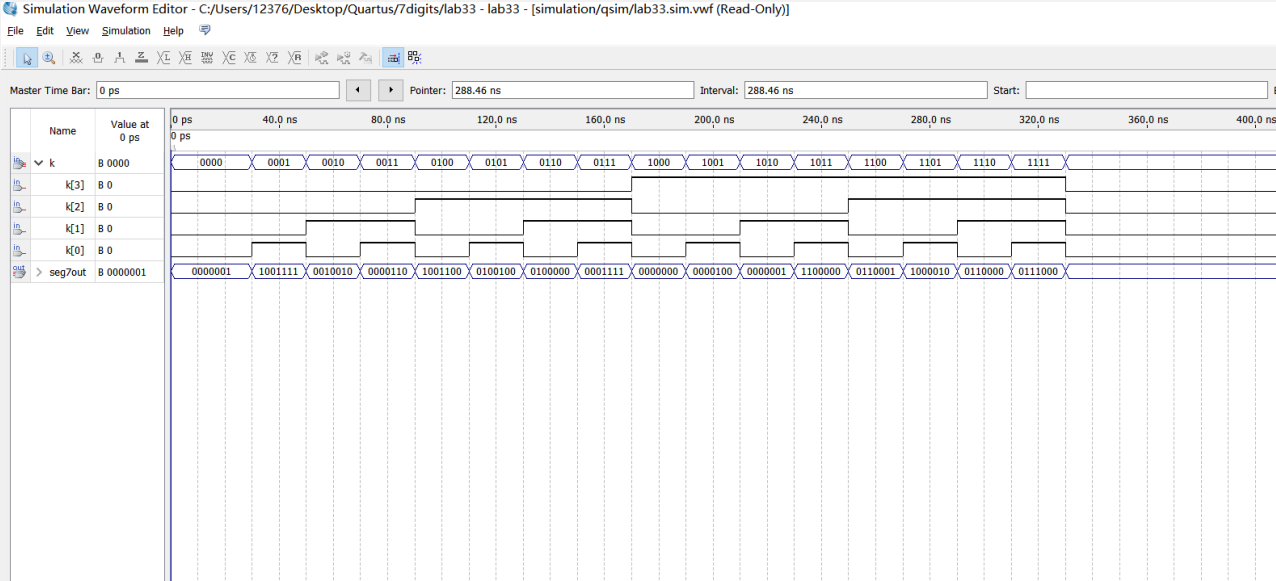 Simulation Waveform Editor - C:/Users/12376/Desktop/Quartus/7digits/lab33 - lab33 - [simulation/qsim/lab33.sim.vwf (Read-Only)]
File Edit View Simulation Help
Master Time Bar: 0 ps Pointer: 288.46 ns Interval: 288.46 ns Start:
Name Value at 0 ps
0 ps 40.0 ns 80.0 ns 120.0 ns 160.0 ns 200.0 ns 240.0 ns 280.0 ns 320.0 ns 360.0 ns 400.0 ns
0 ps
in k B 0000 0000 0001 0010 0011 0100 0101 0110 0111 1000 1001 1010 1011 1100 1101 1110 1111
in k[3] B 0
in k[2] B 0
in k[1] B 0
in k[0] B 0
out seg7out B 0000001 0000001 1001111 0010010 0000110 1001100 0100100 0100000 0001111 0000000 0000100 0000001 1100000 0110001 1000010 0110000 0111000